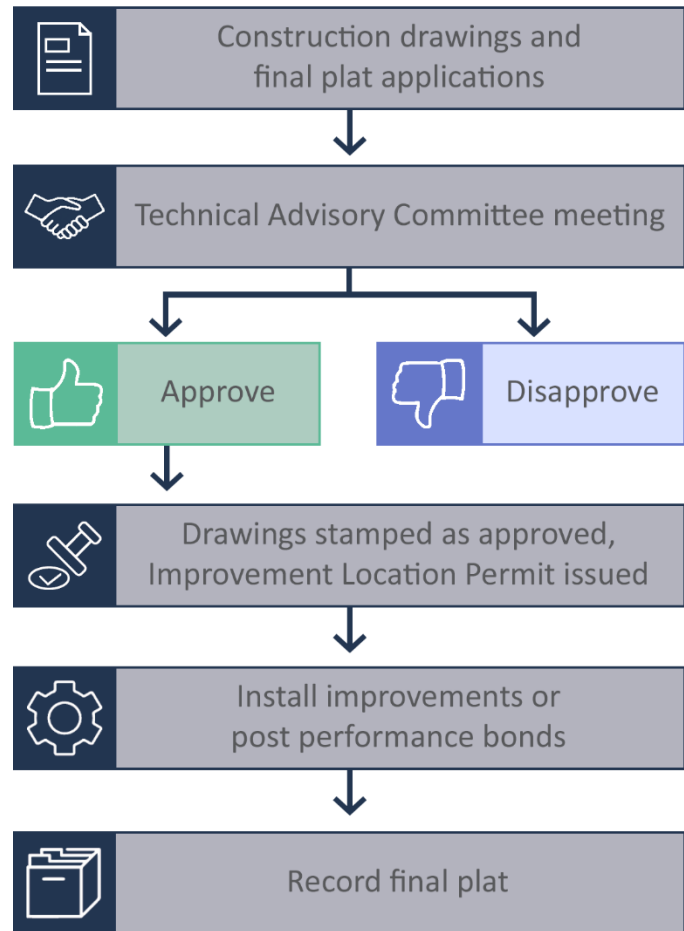 Construction drawings and
final plat applications
Technical Advisory Committee meeting
Approve
Disapprove
Drawings stamped as approved,
Improvement Location Permit issued
Install improvements or
post performance bonds
Record final plat